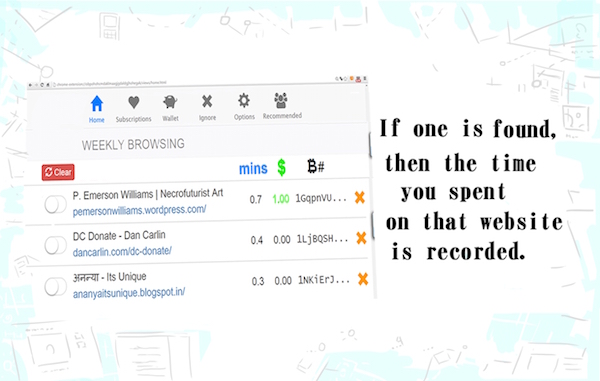 Home Subscriptions Wallet Ignore Options Recommended
WEEKLY BROWSING
Clear mins $ ₿#
P. Emerson Williams | Necrofuturist Art
pemersonwilliams.wordpress.com/
0.7 1.00 1GqpnVU...
DC Donate - Dan Carlin
dancarlin.com/dc-donate/
0.4 0.00 1LjBQSH...
अनन्या - Its Unique
ananyaitsunique.blogspot.in/
0.3 0.00 1NKiErJ...
If one is found,
then the time
you spent
on that website
is recorded.